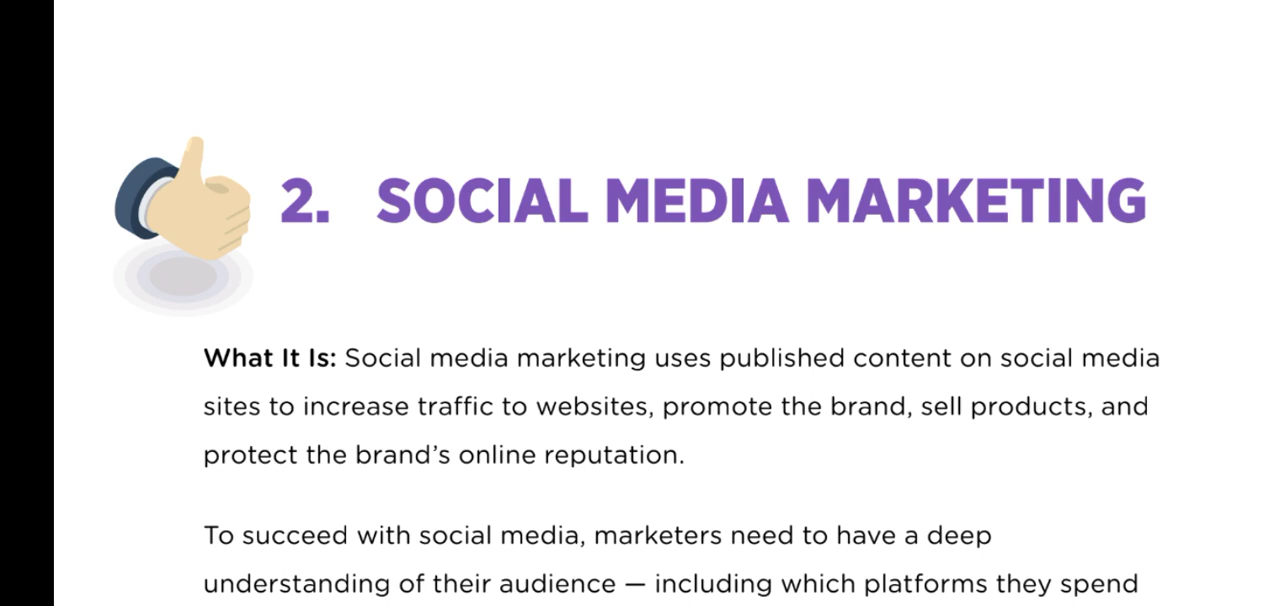 2. SOCIAL MEDIA MARKETING
What It Is: Social media marketing uses published content on social media
sites to increase traffic to websites, promote the brand, sell products, and
protect the brand’s online reputation.
To succeed with social media, marketers need to have a deep
understanding of their audience — including which platforms they spend